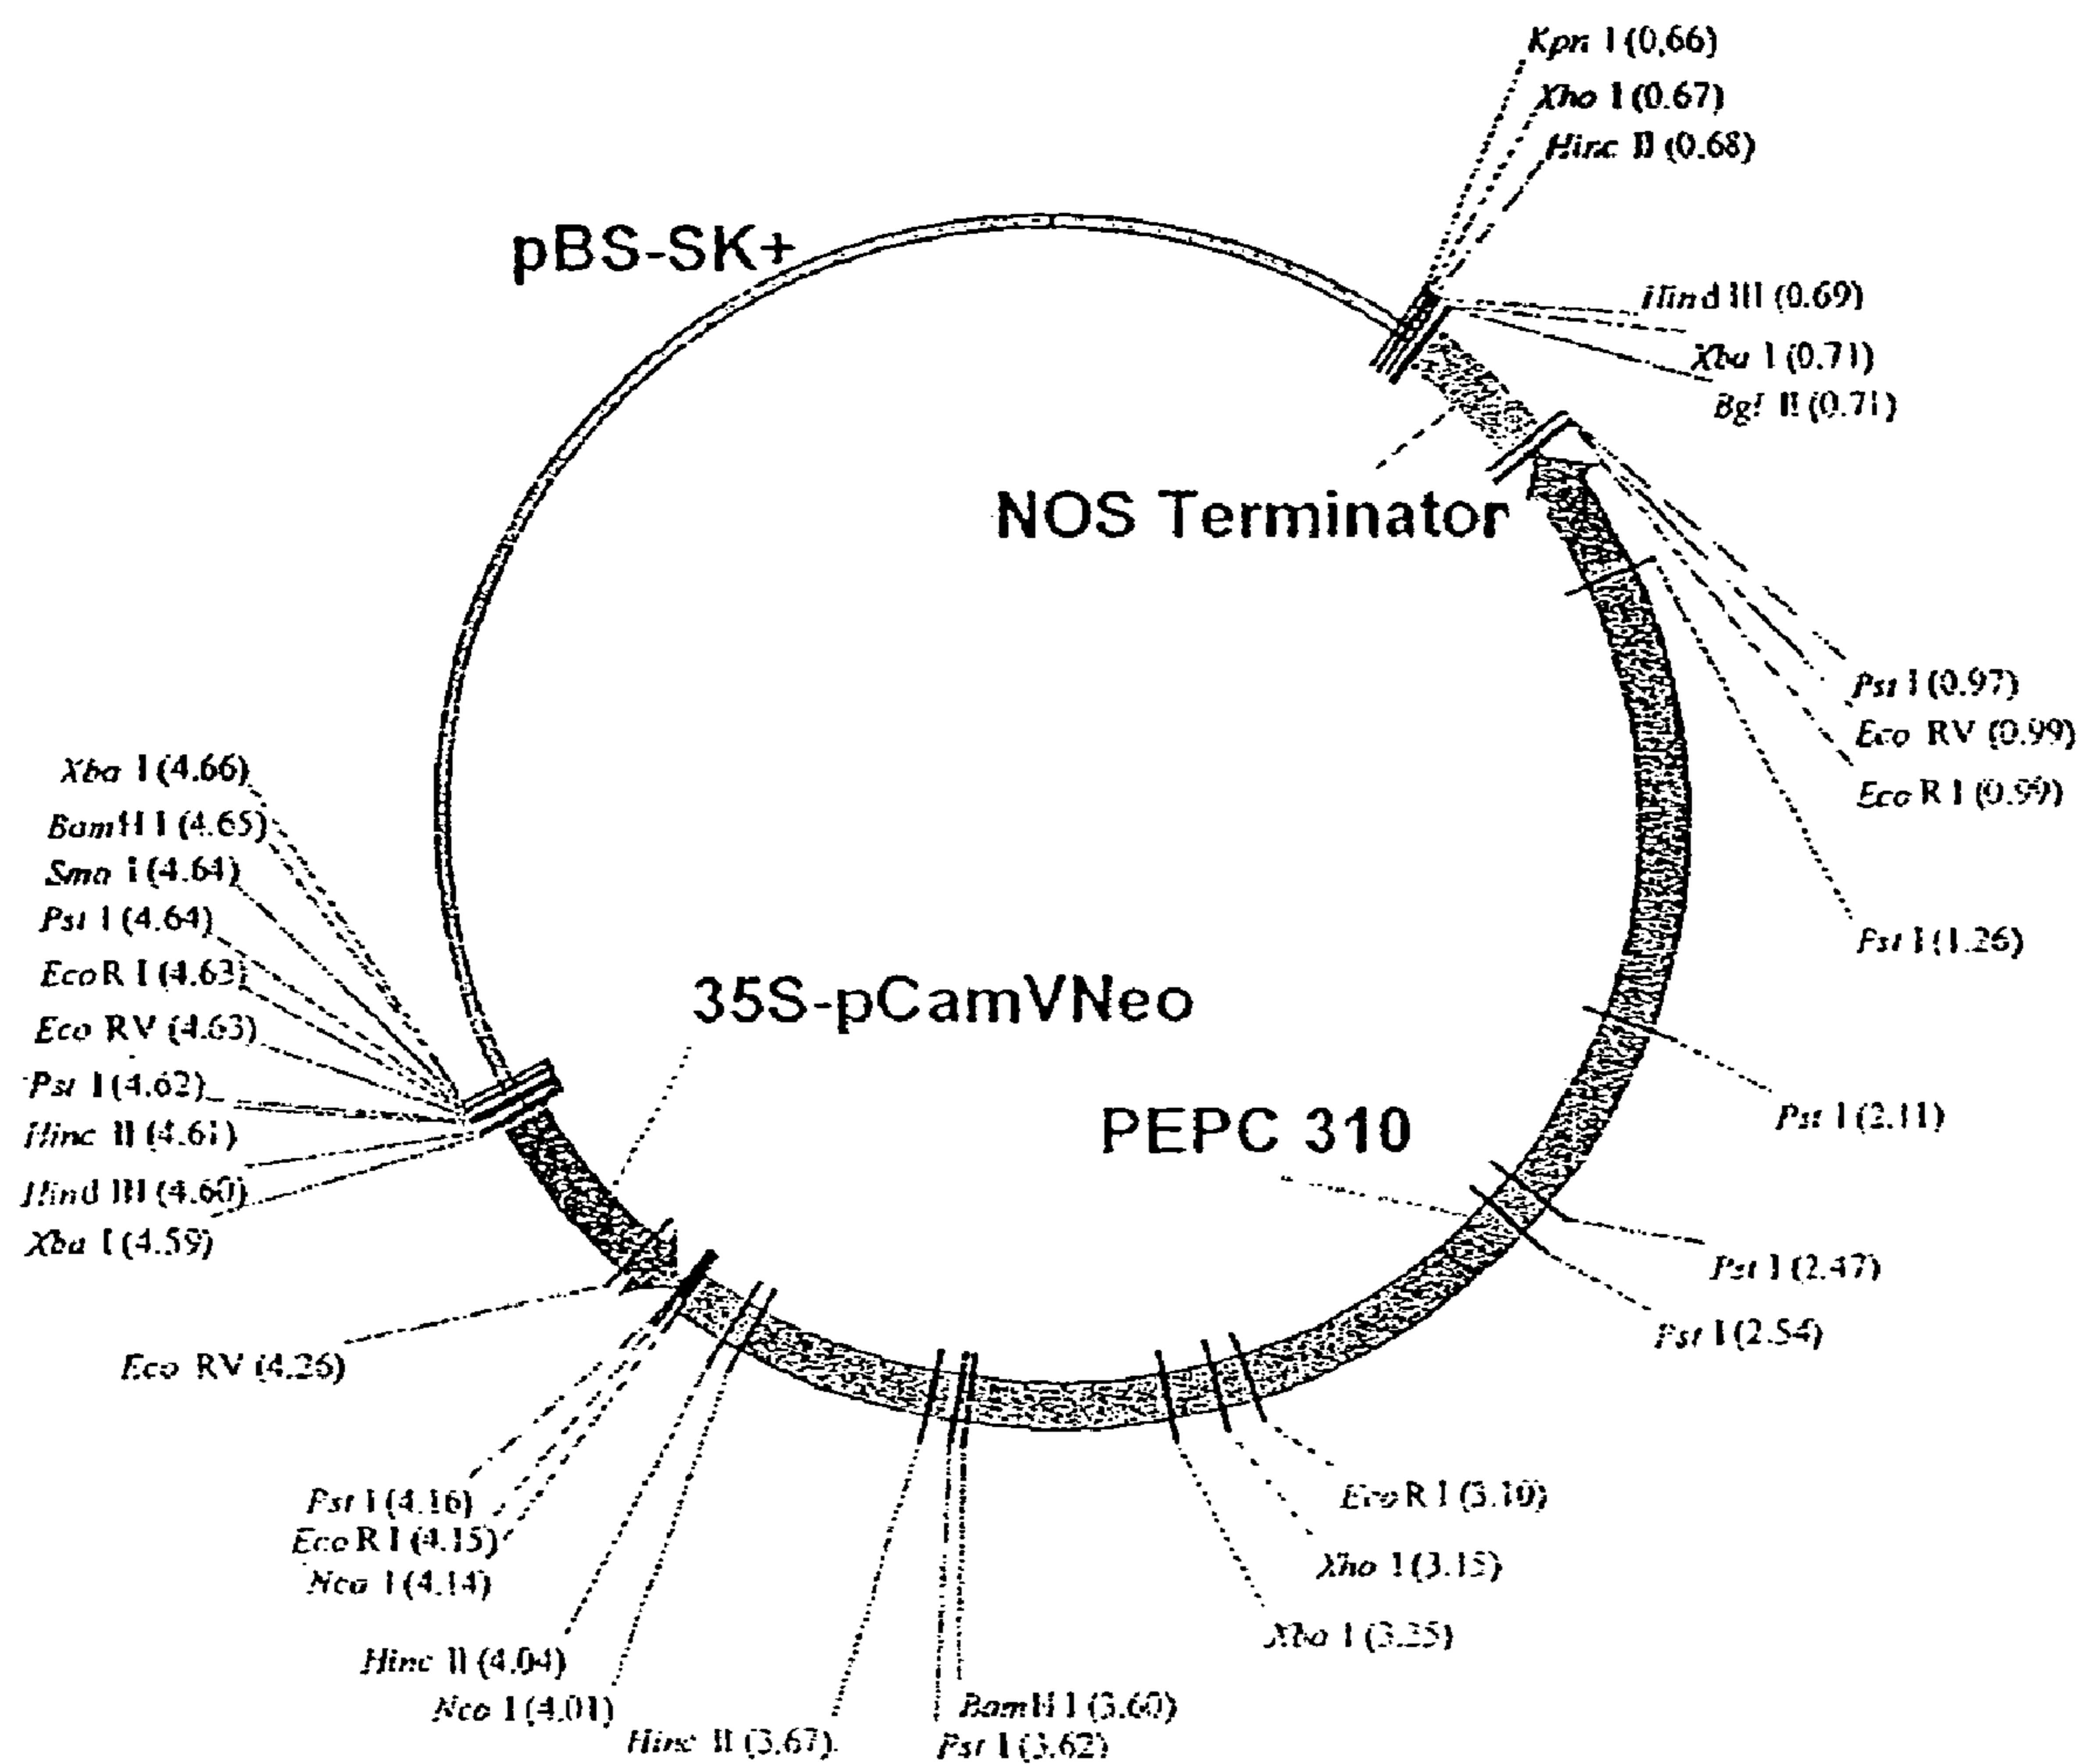 Kpn I (0.66)
Xho I (0.67)
Hinc II (0.68)
pBS-SK+
Hind III (0.69)
Xba I (0.71)
Bgl II (0.71)
NOS Terminator
Pst I (0.97)
Eco RV (0.99)
EcoR I (0.99)
Pst I (1.26)
Xba I (4.66)
BamH I (4.65)
Sma I (4.64)
Pst I (4.64)
EcoR I (4.63)
Eco RV (4.63)
Pst I (4.62)
Hinc II (4.61)
Hind III (4.60)
Xba I (4.59)
35S-pCamVNeo
PEPC 310
Pst I (2.11)
Pst I (2.47)
Pst I (2.54)
Eco RV (4.26)
Pst I (4.16)
EcoR I (4.15)
Nco I (4.14)
EcoR I (3.10)
Xho I (3.15)
Xba I (3.25)
Hinc II (4.04)
Nco I (4.01)
Hinc II (3.67)
BamH I (3.60)
Pst I (3.62)